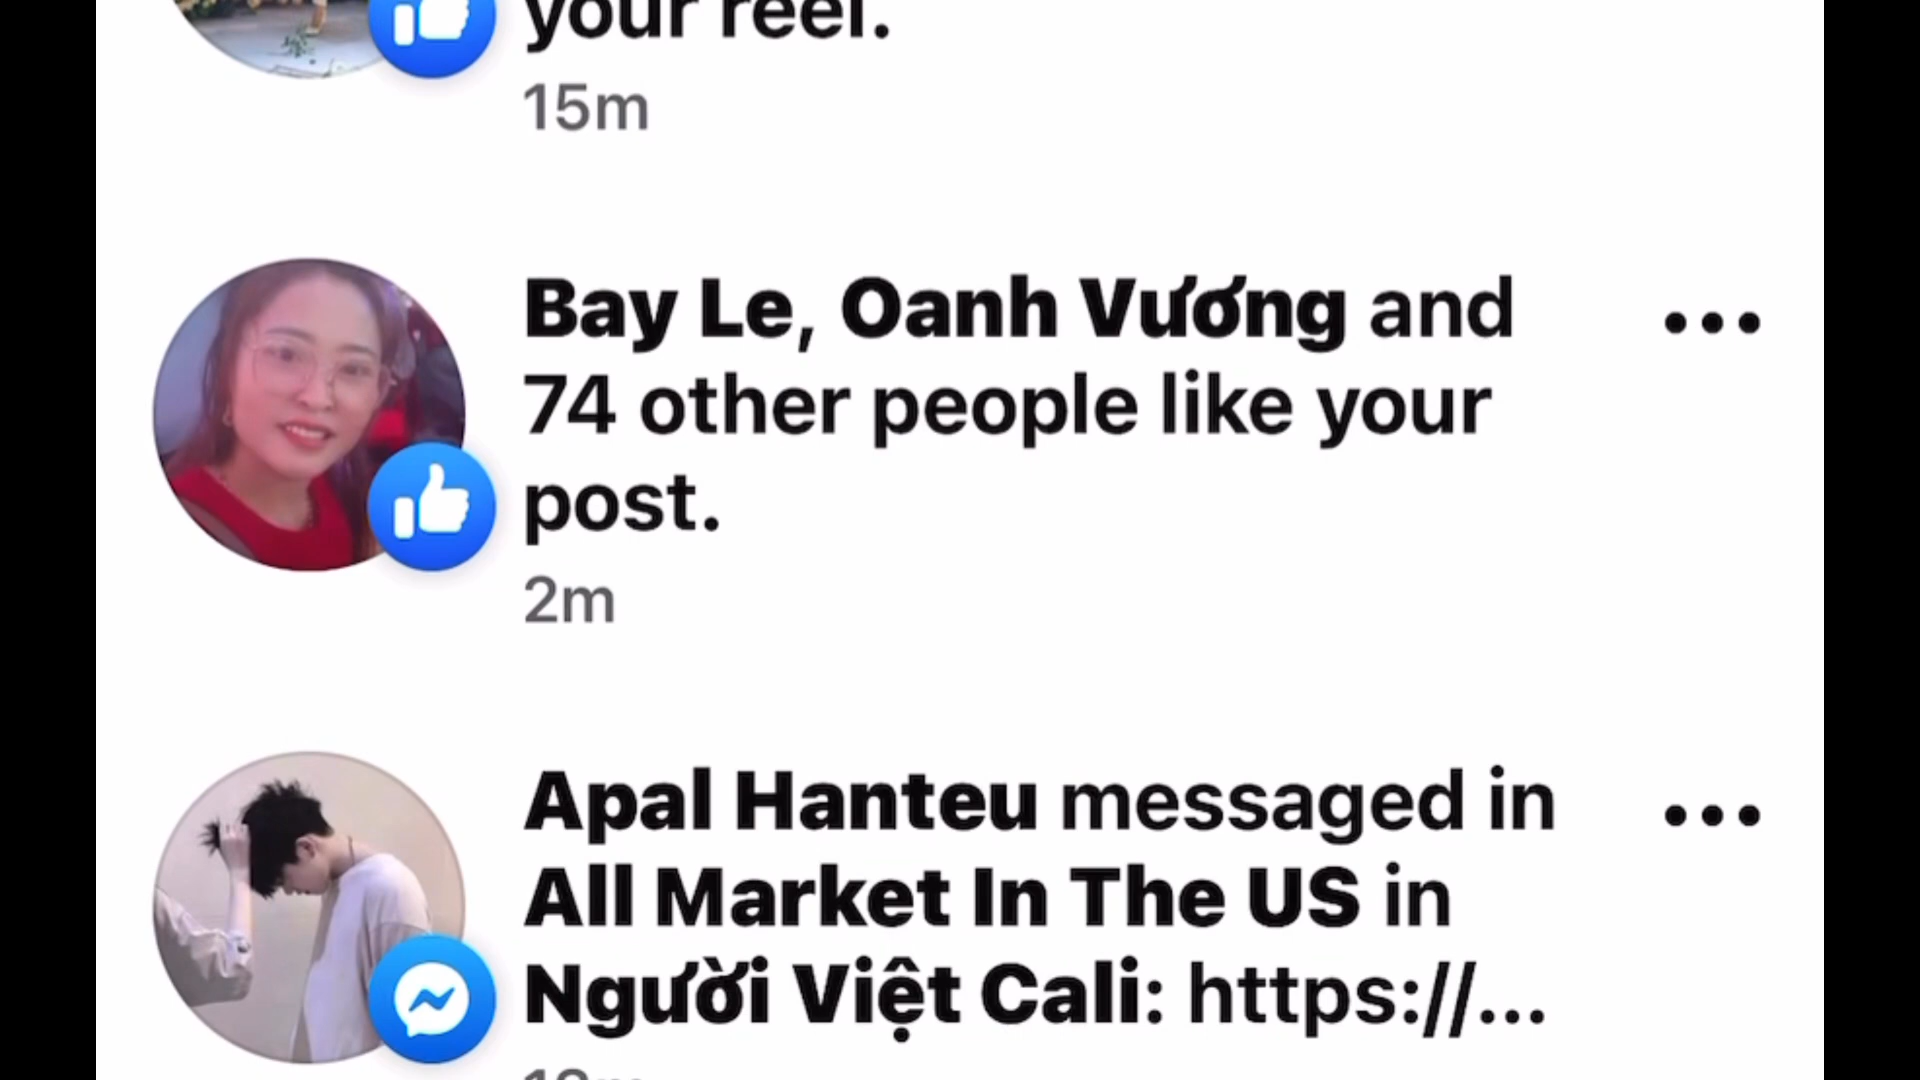 your reel.
15m
Bay Le, Oanh Vương and
74 other people like your
post.
2m
Apal Hanteu messaged in
All Market In The US in
Người Việt Cali: https://...